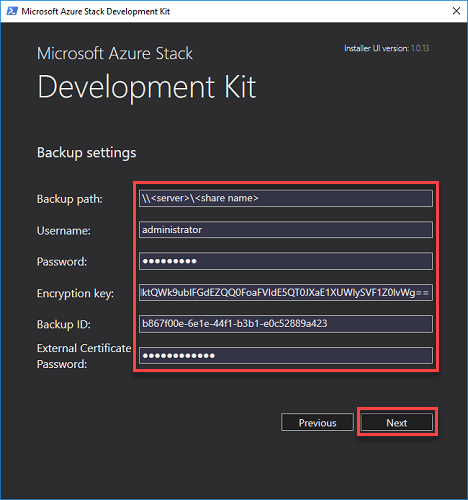 Microsoft Azure Stack Development Kit
Microsoft Azure Stack
Installer UI version: 1.0.13
Development Kit
Backup settings
Backup path:
\\<server>\<share name>
Username:
administrator
Password:
●●●●●●●●●
Encryption key:
lktQWk9ubIFGdEZQQ0FoaFVIdE5QT0JXaE1XUWlySVF1Z0lvWg==
Backup ID:
b867f00e-6e1e-44f1-b3b1-e0c52889a423
External Certificate
Password:
●●●●●●●●●●●●
Previous
Next